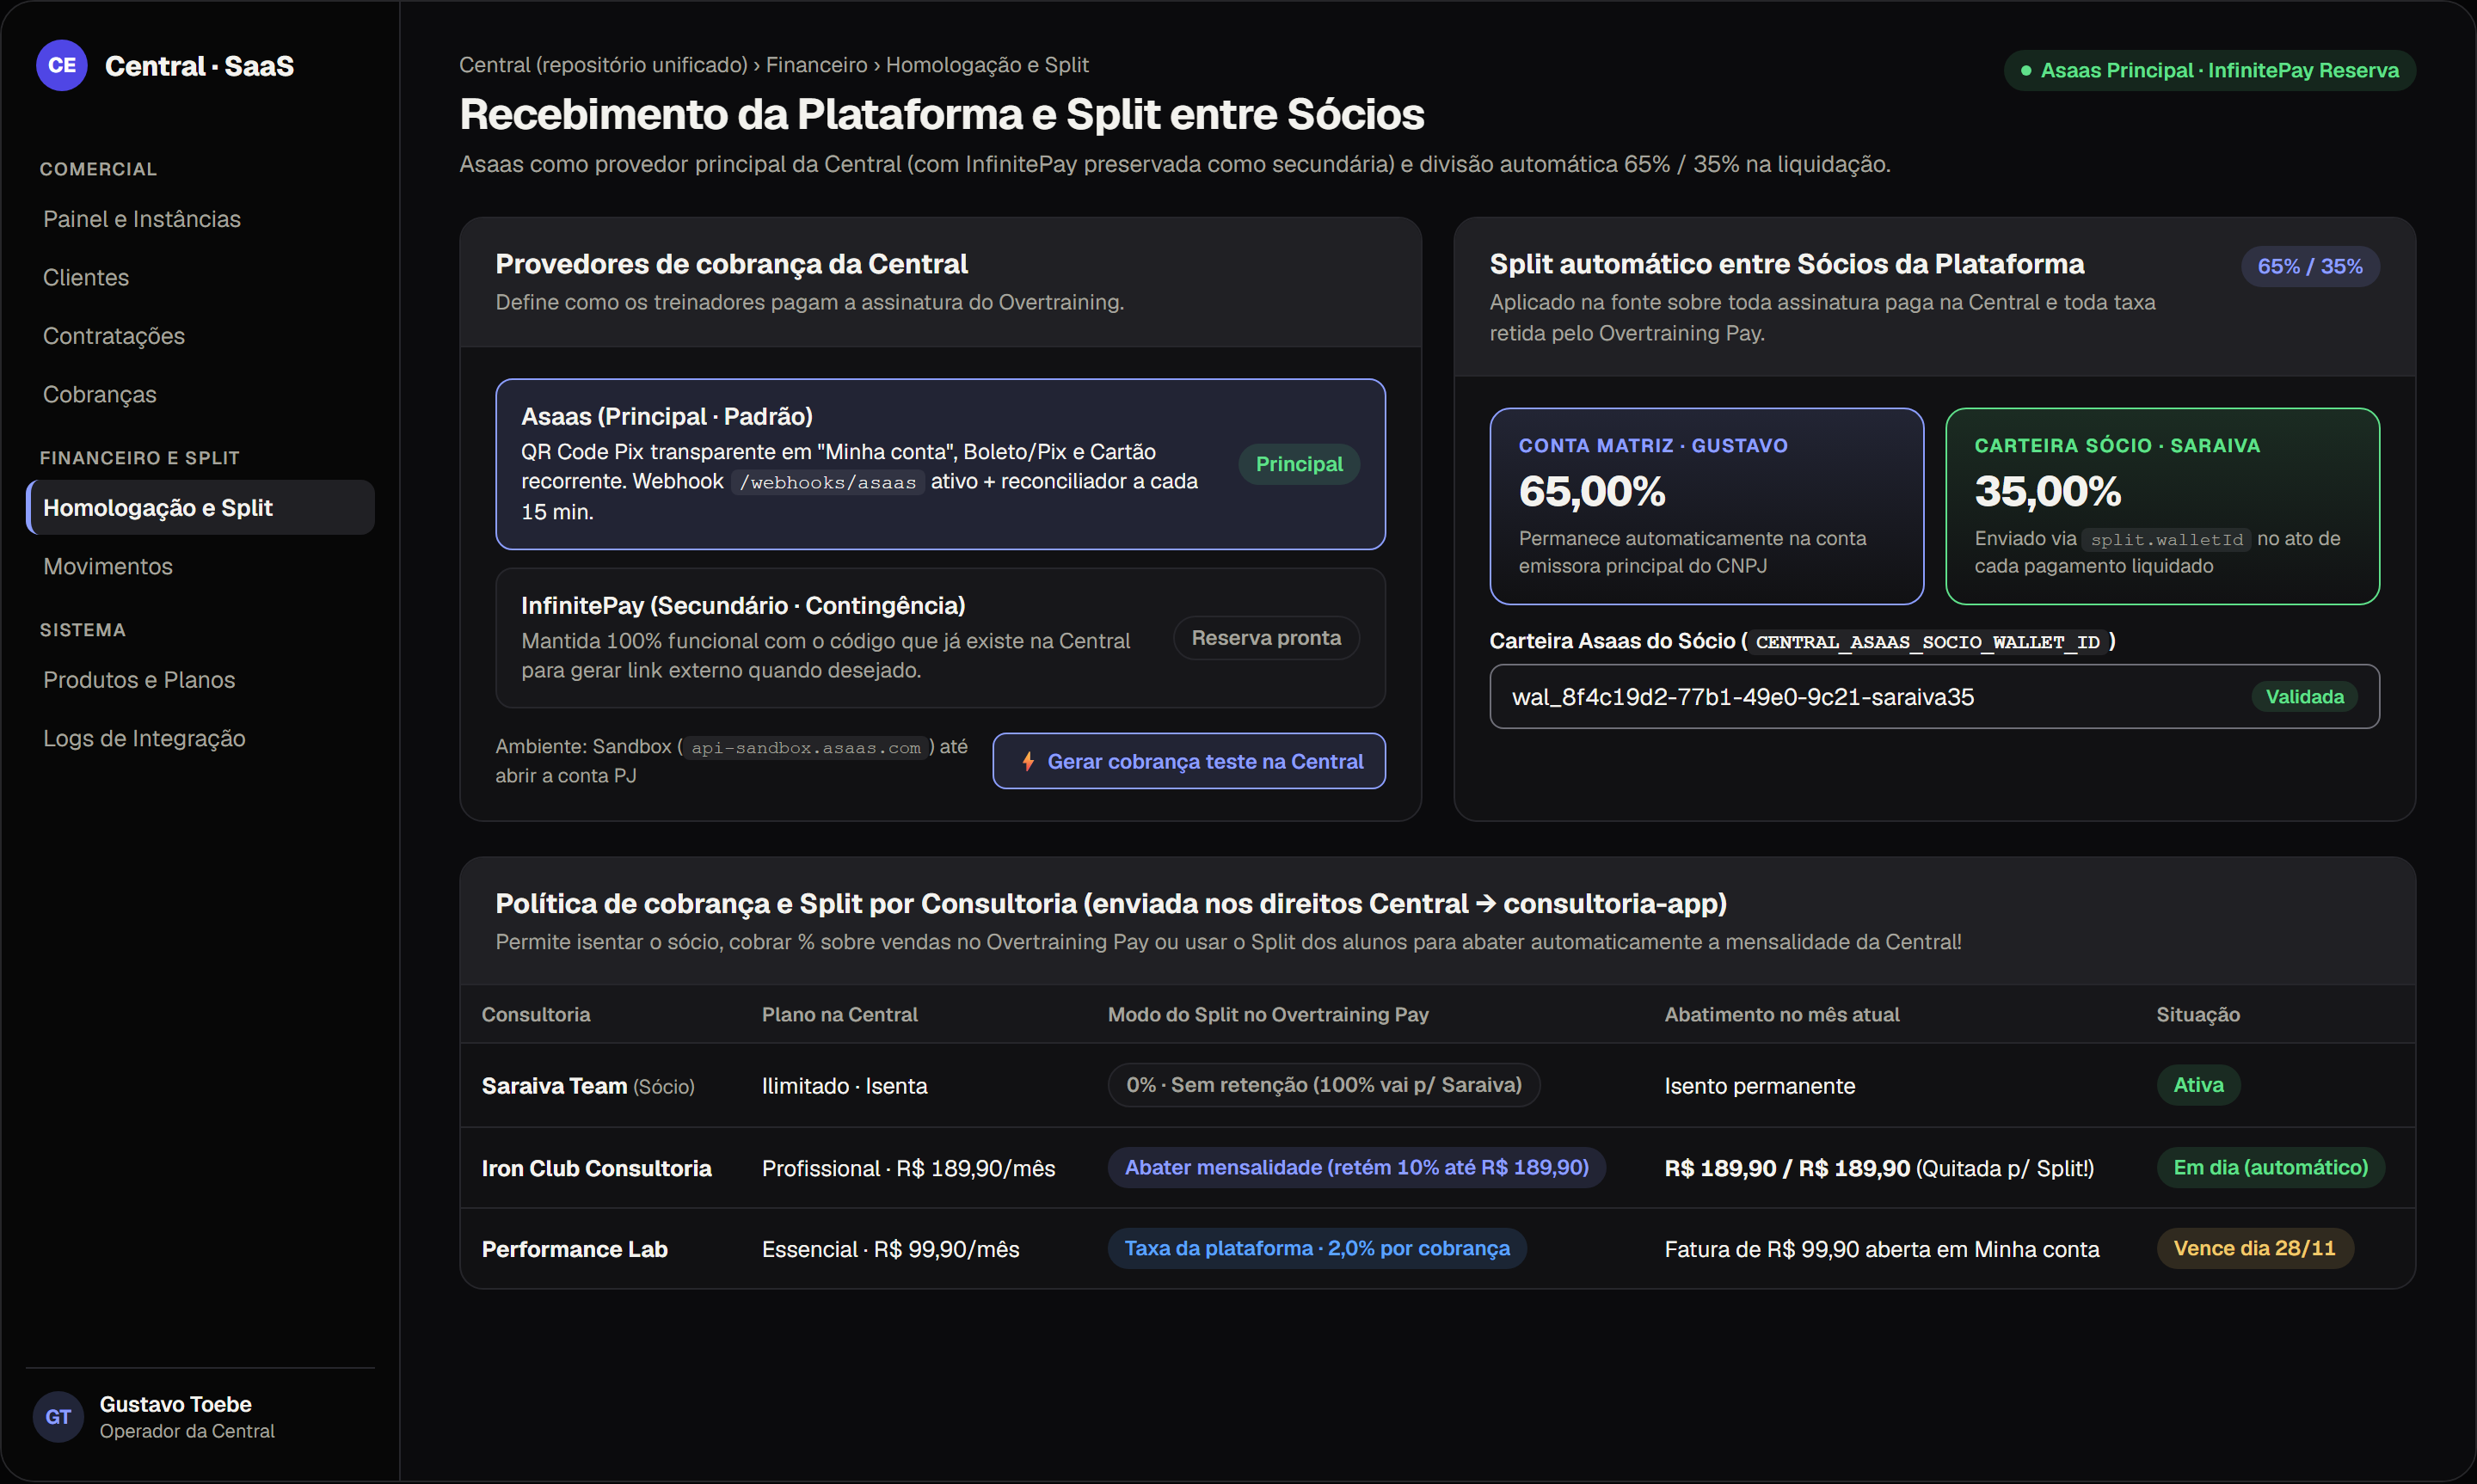 CE Central · SaaS
COMERCIAL
Painel e Instâncias
Clientes
Contratações
Cobranças
FINANCEIRO E SPLIT
Homologação e Split
Movimentos
SISTEMA
Produtos e Planos
Logs de Integração
GT Gustavo Toebe
Operador da Central
Central (repositório unificado) › Financeiro › Homologação e Split
Asaas Principal · InfinitePay Reserva
Recebimento da Plataforma e Split entre Sócios
Asaas como provedor principal da Central (com InfinitePay preservada como secundária) e divisão automática 65% / 35% na liquidação.
Provedores de cobrança da Central
Define como os treinadores pagam a assinatura do Overtraining.
Asaas (Principal · Padrão)
QR Code Pix transparente em "Minha conta", Boleto/Pix e Cartão
recorrente. Webhook /webhooks/asaas ativo + reconciliador a cada
15 min.
Principal
InfinitePay (Secundário · Contingência)
Mantida 100% funcional com o código que já existe na Central
para gerar link externo quando desejado.
Reserva pronta
Ambiente: Sandbox (api-sandbox.asaas.com) até
abrir a conta PJ
Gerar cobrança teste na Central
Split automático entre Sócios da Plataforma
65% / 35%
Aplicado na fonte sobre toda assinatura paga na Central e toda taxa
retida pelo Overtraining Pay.
CONTA MATRIZ · GUSTAVO
65,00%
Permanece automaticamente na conta
emissora principal do CNPJ
CARTEIRA SÓCIO · SARAIVA
35,00%
Enviado via split.walletId no ato de
cada pagamento liquidado
Carteira Asaas do Sócio (CENTRAL_ASAAS_SOCIO_WALLET_ID)
wal_8f4c19d2-77b1-49e0-9c21-saraiva35 Validada
Política de cobrança e Split por Consultoria (enviada nos direitos Central → consultoria-app)
Permite isentar o sócio, cobrar % sobre vendas no Overtraining Pay ou usar o Split dos alunos para abater automaticamente a mensalidade da Central!
Consultoria Plano na Central Modo do Split no Overtraining Pay Abatimento no mês atual Situação
Saraiva Team (Sócio) Ilimitado · Isenta 0% · Sem retenção (100% vai p/ Saraiva) Isento permanente Ativa
Iron Club Consultoria Profissional · R$ 189,90/mês Abater mensalidade (retém 10% até R$ 189,90) R$ 189,90 / R$ 189,90 (Quitada p/ Split!) Em dia (automático)
Performance Lab Essencial · R$ 99,90/mês Taxa da plataforma · 2,0% por cobrança Fatura de R$ 99,90 aberta em Minha conta Vence dia 28/11